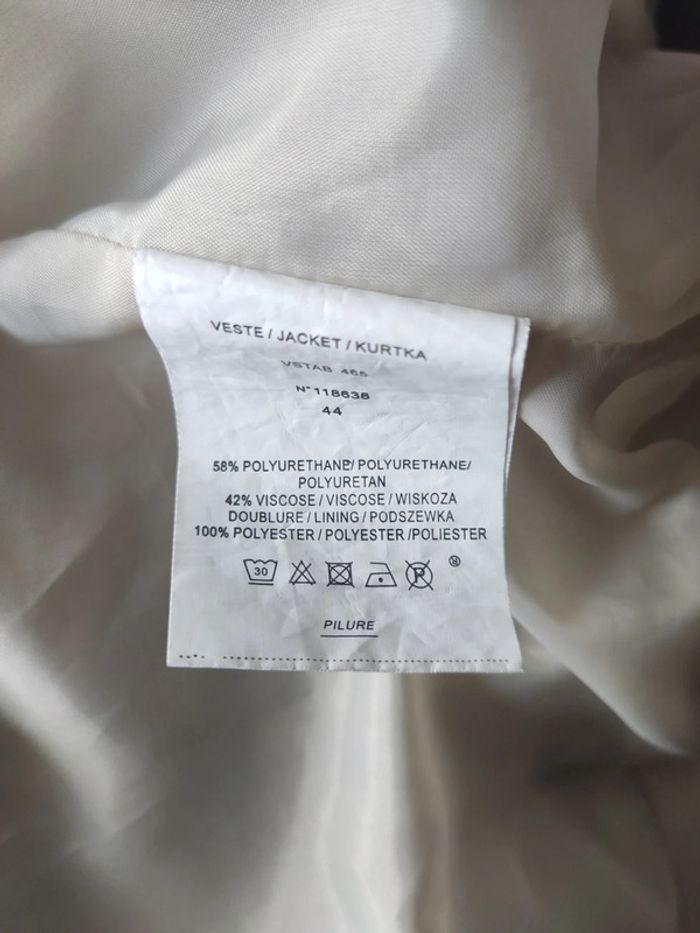 VESTE / JACKET / KURTKA
VSTAB 465
N°118638
44
58% POLYURETHANE/ POLYURETHANE/
POLYURETAN
42% VISCOSE / VISCOSE / WISKOZA
DOUBLURE / LINING / PODSZEWKA
100% POLYESTER / POLYESTER /POLIESTER
30 P ®
PILURE